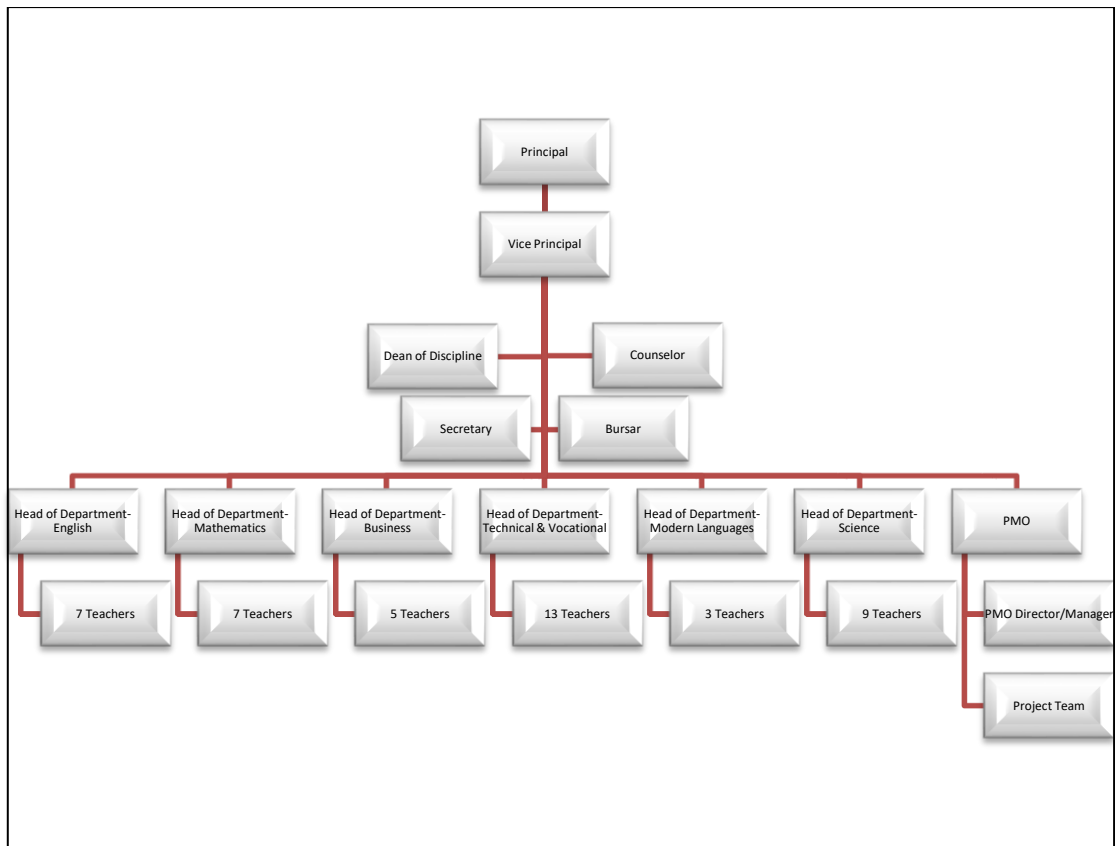 Principal
Vice Principal
Dean of Discipline
Counselor
Secretary
Bursar
Head of Department-
English
Head of Department-
Mathematics
Head of Department-
Business
Head of Department-
Technical & Vocational
Head of Department-
Modern Languages
Head of Department-
Science
PMO
7 Teachers
7 Teachers
5 Teachers
13 Teachers
3 Teachers
9 Teachers
PMO Director/Manager
Project Team